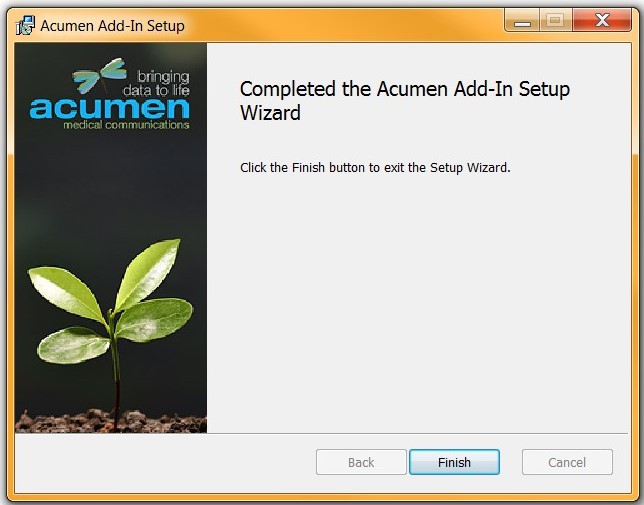 Acumen Add-In Setup
bringing
data to life
acumen
medical communications
Completed the Acumen Add-In Setup
Wizard
Click the Finish button to exit the Setup Wizard.
Back
Finish
Cancel